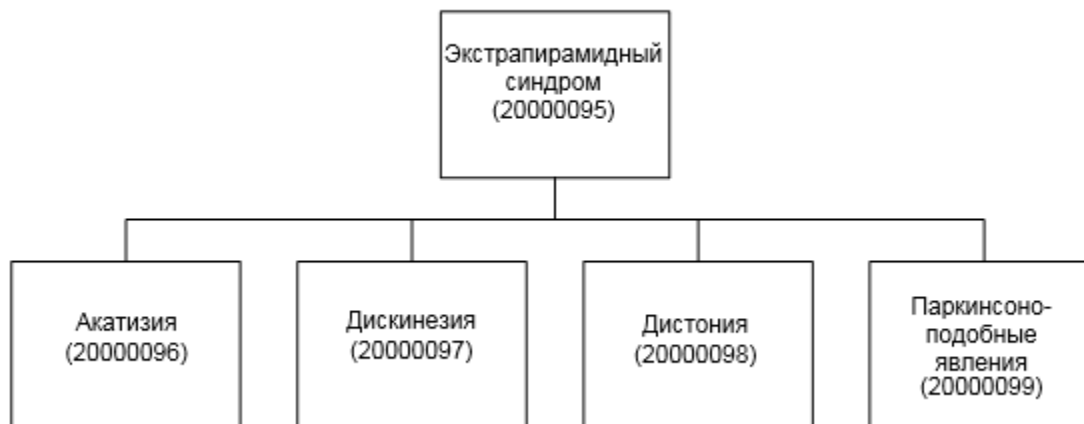 Экстрапирамидный
синдром
(20000095)
Акатизия
(20000096)
Дискинезия
(20000097)
Дистония
(20000098)
Паркинсоно-
подобные
явления
(20000099)